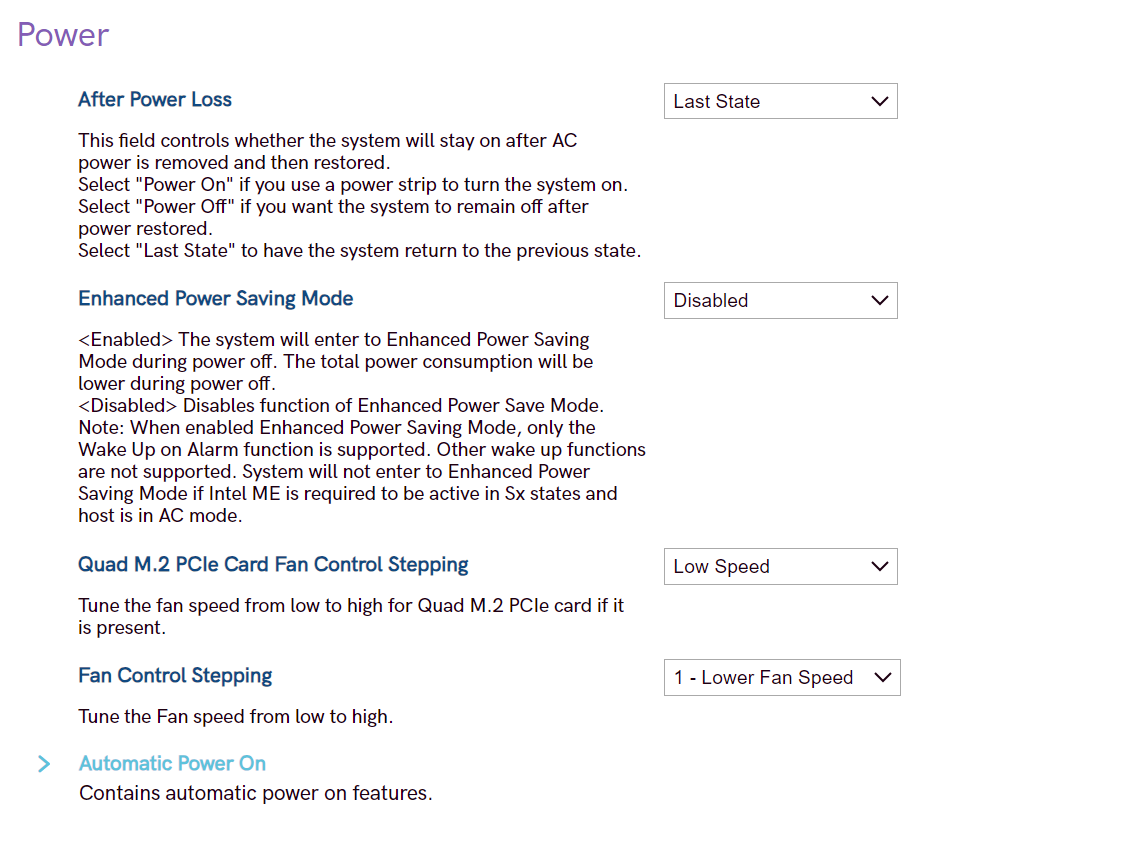 Power
After Power Loss
Last State
This field controls whether the system will stay on after AC
power is removed and then restored.
Select "Power On" if you use a power strip to turn the system on.
Select "Power Off" if you want the system to remain off after
power restored.
Select "Last State" to have the system return to the previous state.
Enhanced Power Saving Mode
Disabled
<Enabled> The system will enter to Enhanced Power Saving
Mode during power off. The total power consumption will be
lower during power off.
<Disabled> Disables function of Enhanced Power Save Mode.
Note: When enabled Enhanced Power Saving Mode, only the
Wake Up on Alarm function is supported. Other wake up functions
are not supported. System will not enter to Enhanced Power
Saving Mode if Intel ME is required to be active in Sx states and
host is in AC mode.
Quad M.2 PCIe Card Fan Control Stepping
Low Speed
Tune the fan speed from low to high for Quad M.2 PCIe card if it
is present.
Fan Control Stepping
1 - Lower Fan Speed
Tune the Fan speed from low to high.
Automatic Power On
Contains automatic power on features.